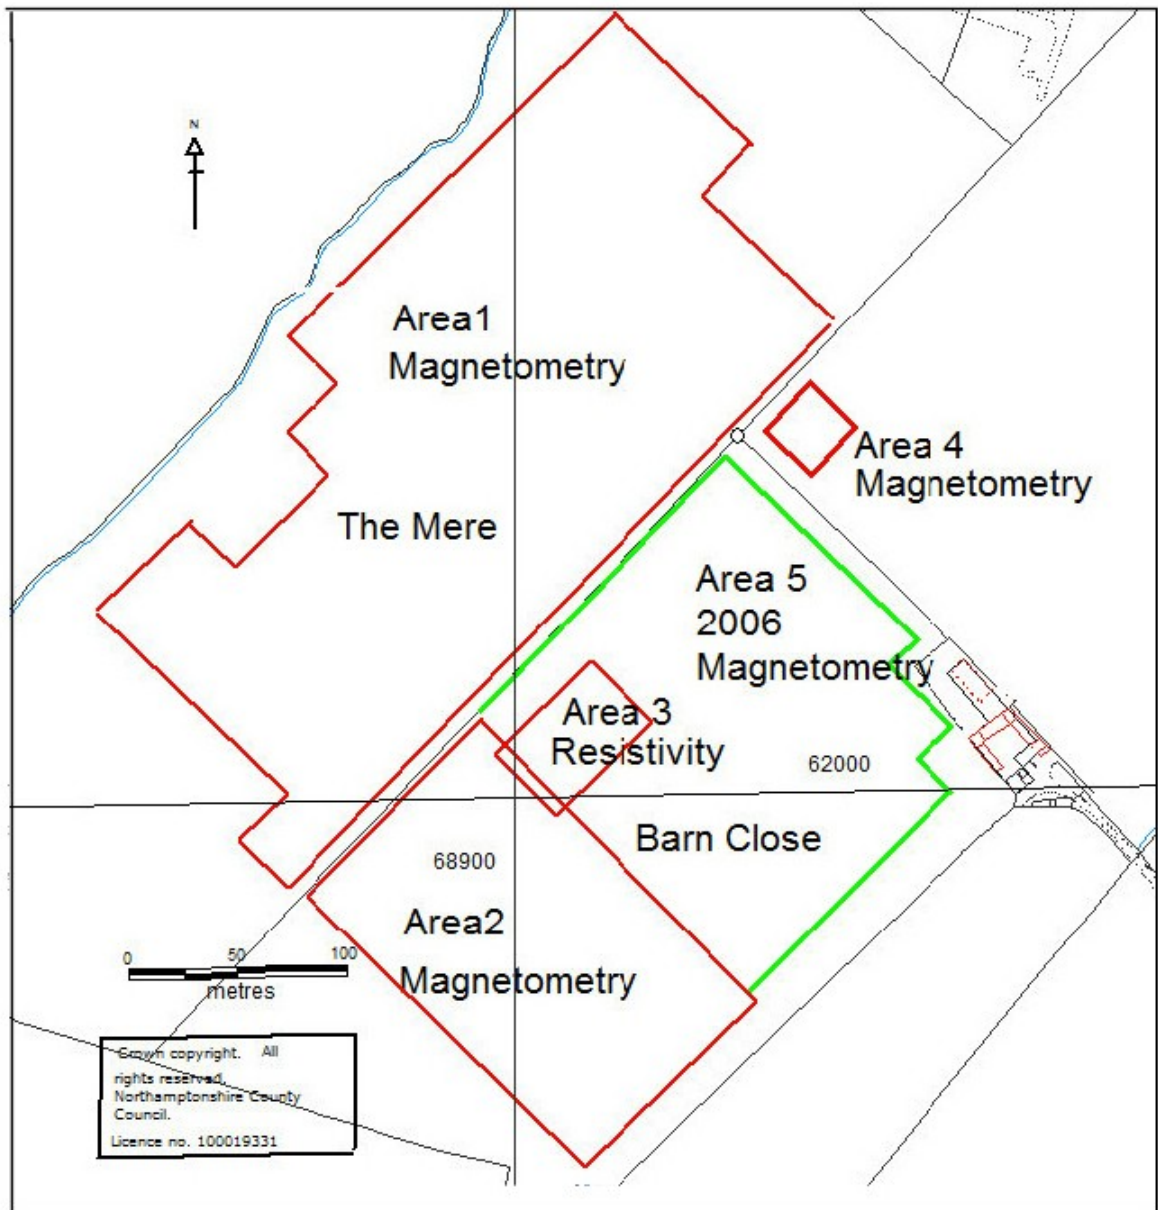 N
Area1
Magnetometry
Area 4
Magnetometry
The Mere
Area 5
2006
Magnetometry
Area 3
Resistivity
62000
Barn Close
68900
Area2
Magnetometry
0 50 100
metres
Crown copyright. All
rights reserved.
Northamptonshire County
Council.
Licence no. 100019331